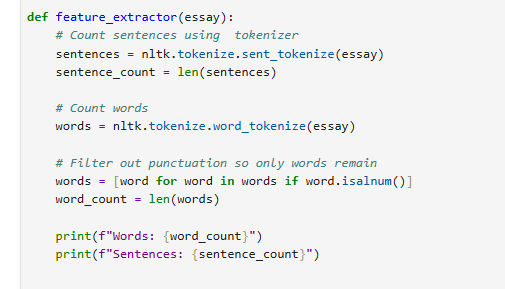 def feature_extractor(essay):
    # Count sentences using  tokenizer
    sentences = nltk.tokenize.sent_tokenize(essay)
    sentence_count = len(sentences)

    # Count words
    words = nltk.tokenize.word_tokenize(essay)

    # Filter out punctuation so only words remain
    words = [word for word in words if word.isalnum()]
    word_count = len(words)

    print(f"Words: {word_count}")
    print(f"Sentences: {sentence_count}")